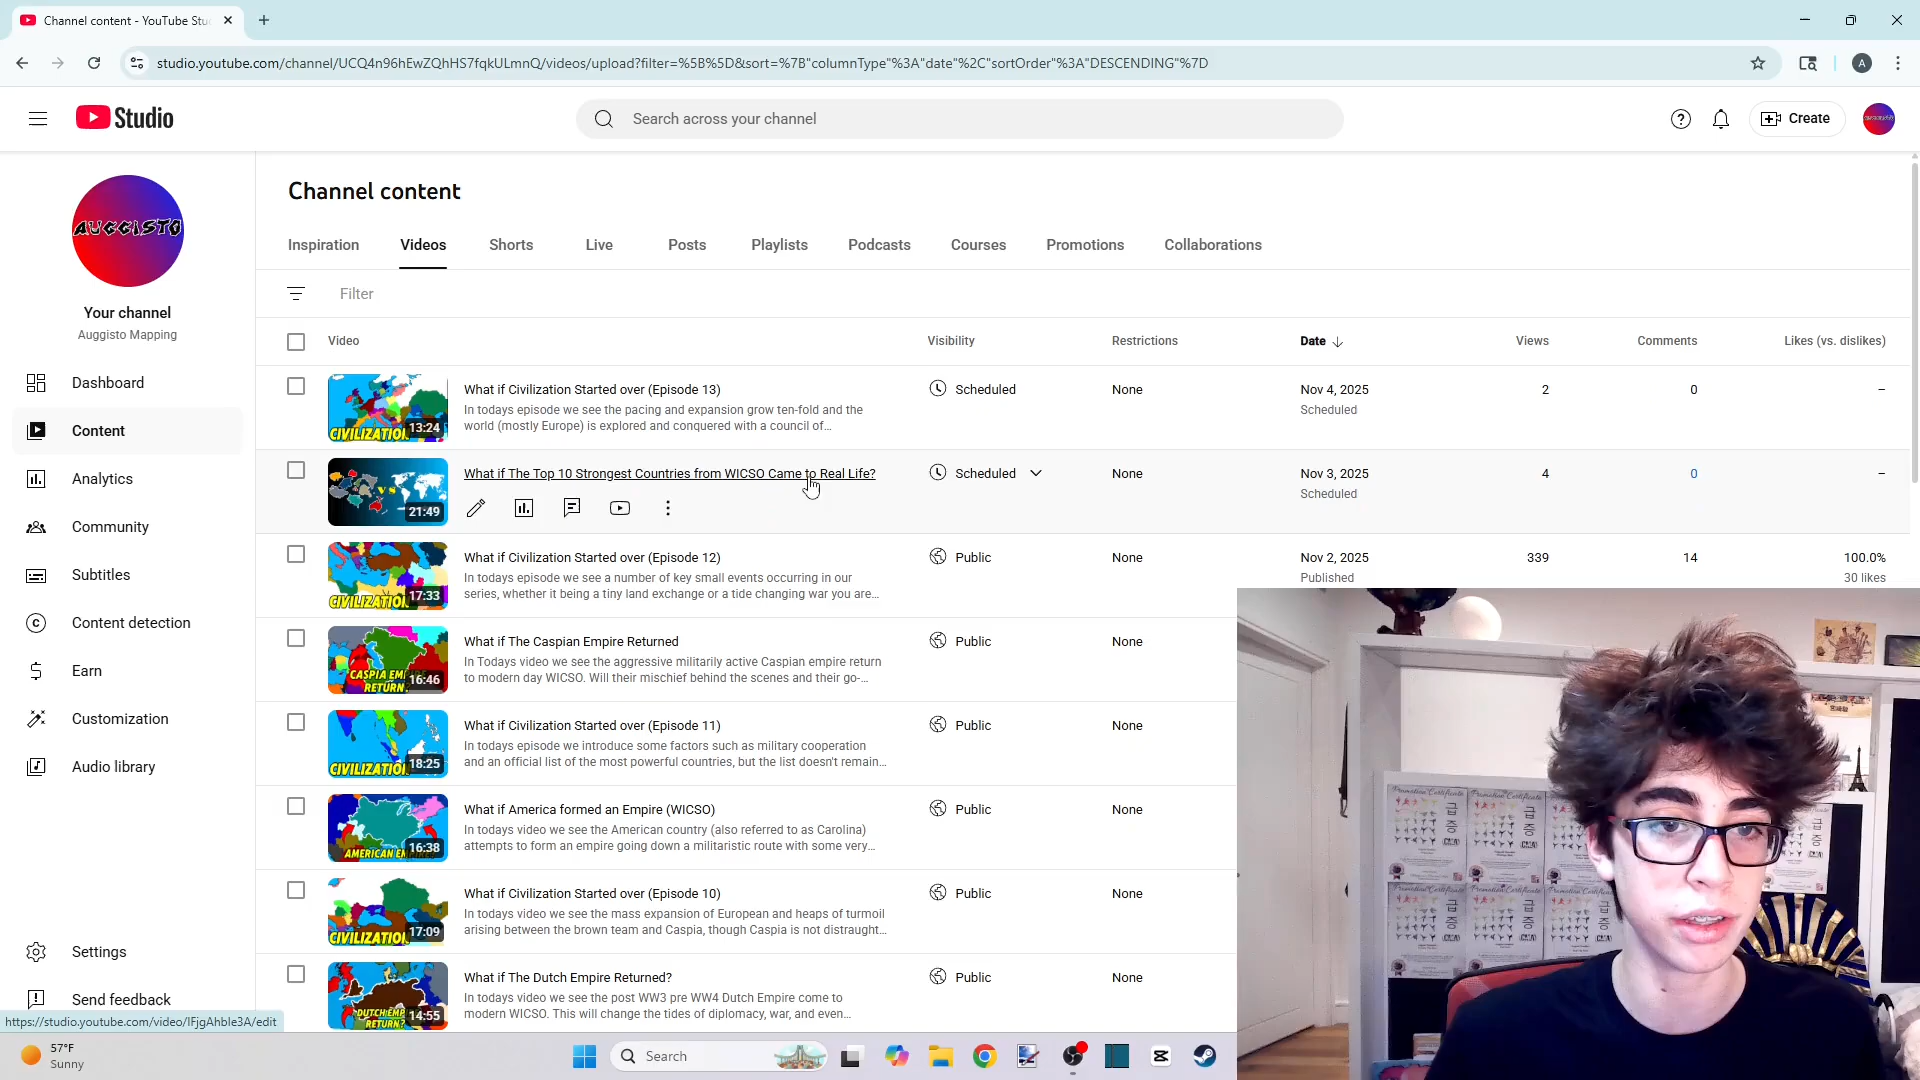 Channel content - YouTube Stu
studio.youtube.com/channel/UCQ4n96hEwZQhHS7fqkULmnQ/videos/upload?filter=%5B%5D&sort=%7B"columnType"%3A"date"%2C"sortOrder"%3A"DESCENDING"%7D
A
Studio
Search across your channel
Create
AUGGISTO
Your channel
Auggisto Mapping
Dashboard
Content
Analytics
Community
Subtitles
Content detection
Earn
Customization
Audio library
Settings
Send feedback
Channel content
Inspiration Videos Shorts Live Posts Playlists Podcasts Courses Promotions Collaborations
Filter
Video Visibility Restrictions Date Views Comments Likes (vs. dislikes)
What if Civilization Started over (Episode 13) Scheduled None Nov 4, 2025 2 0 –
In todays episode we see the pacing and expansion grow ten-fold and the Scheduled
world (mostly Europe) is explored and conquered with a council of...
13:24
What if The Top 10 Strongest Countries from WICSO Came to Real Life? Scheduled None Nov 3, 2025 4 0 –
Scheduled
VS
21:49
What if Civilization Started over (Episode 12) Public None Nov 2, 2025 339 14 100.0%
In todays episode we see a number of key small events occurring in our Published 30 likes
series, whether it being a tiny land exchange or a tide changing war you are...
17:33
What if The Caspian Empire Returned Public None
In Todays video we see the aggressive militarily active Caspian empire return
to modern day WICSO. Will their mischief behind the scenes and their go-...
CASPIA EM
RETURN
16:46
What if Civilization Started over (Episode 11) Public None
In todays episode we introduce some factors such as military cooperation
and an official list of the most powerful countries, but the list doesn't remain...
18:25
What if America formed an Empire (WICSO) Public None
In todays video we see the American country (also referred to as Carolina)
attempts to form an empire going down a militaristic route with some very...
AMERICAN E
16:38
What if Civilization Started over (Episode 10) Public None
In todays video we see the mass expansion of European and heaps of turmoil
arising between the brown team and Caspia, though Caspia is not distraught...
17:09
What if The Dutch Empire Returned? Public None
In todays video we see the post WW3 pre WW4 Dutch Empire come to
modern WICSO. This will change the tides of diplomacy, war, and even...
DUTCH EMP
RETURN?
14:55
https://studio.youtube.com/video/lFjgAhble3A/edit
57°F
Sunny
Search
Promotion Certificate